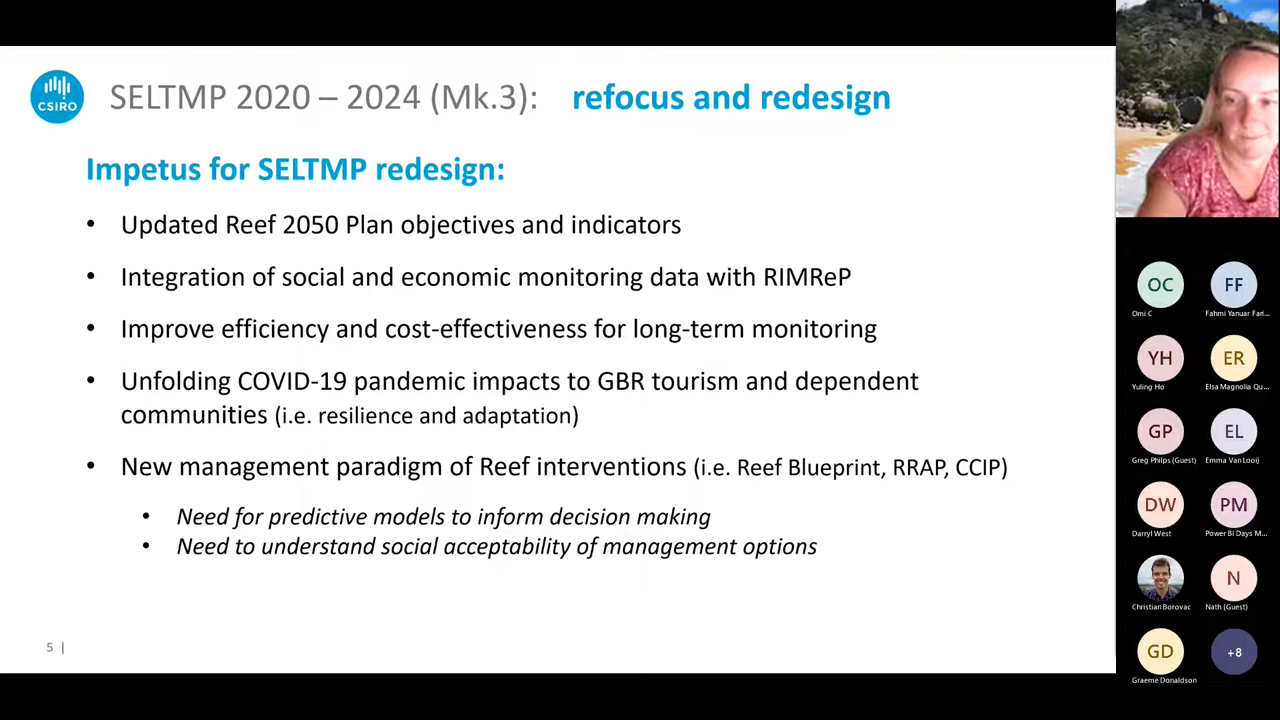 CSIRO
SELTMP 2020 – 2024 (Mk.3): refocus and redesign
Impetus for SELTMP redesign:
• Updated Reef 2050 Plan objectives and indicators
• Integration of social and economic monitoring data with RIMReP
• Improve efficiency and cost-effectiveness for long-term monitoring
• Unfolding COVID-19 pandemic impacts to GBR tourism and dependent
communities (i.e. resilience and adaptation)
• New management paradigm of Reef interventions (i.e. Reef Blueprint, RRAP, CCIP)
• Need for predictive models to inform decision making
• Need to understand social acceptability of management options
5 |
OC FF
Omi C Fahmi Yanuar Fari...
YH ER
Yuling Ho Elsa Magnolia Qu...
GP EL
Greg Philps (Guest) Emma Van Looij
DW PM
Darryl West Power BI Days M...
N
Christian Borovac Nath (Guest)
GD +8
Graeme Donaldson